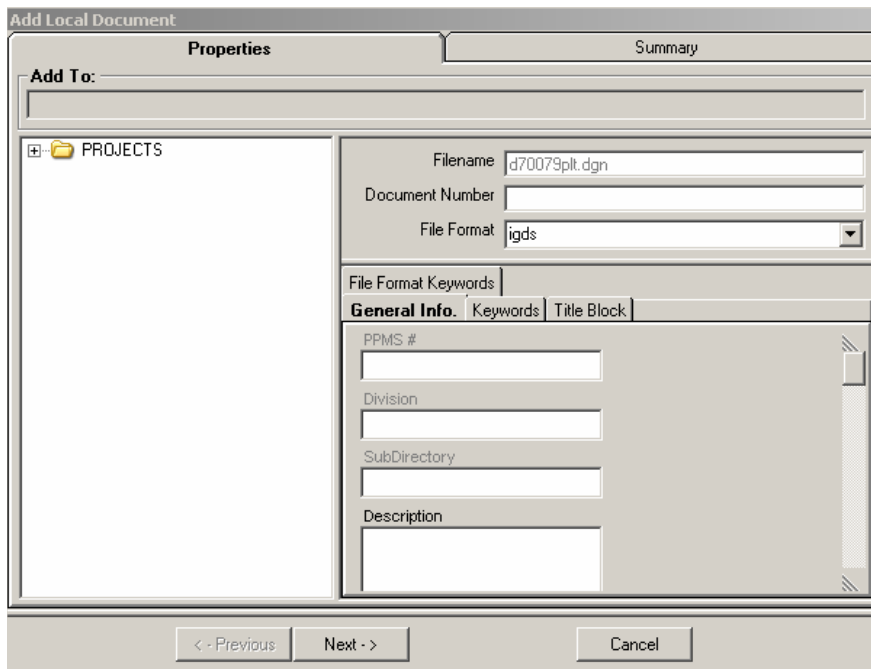 Add Local Document
Properties
Summary
Add To:
PROJECTS
Filename d70079plt.dgn
Document Number
File Format igds
File Format Keywords
General Info. Keywords Title Block
PPMS #
Division
SubDirectory
Description
< - Previous Next - > Cancel